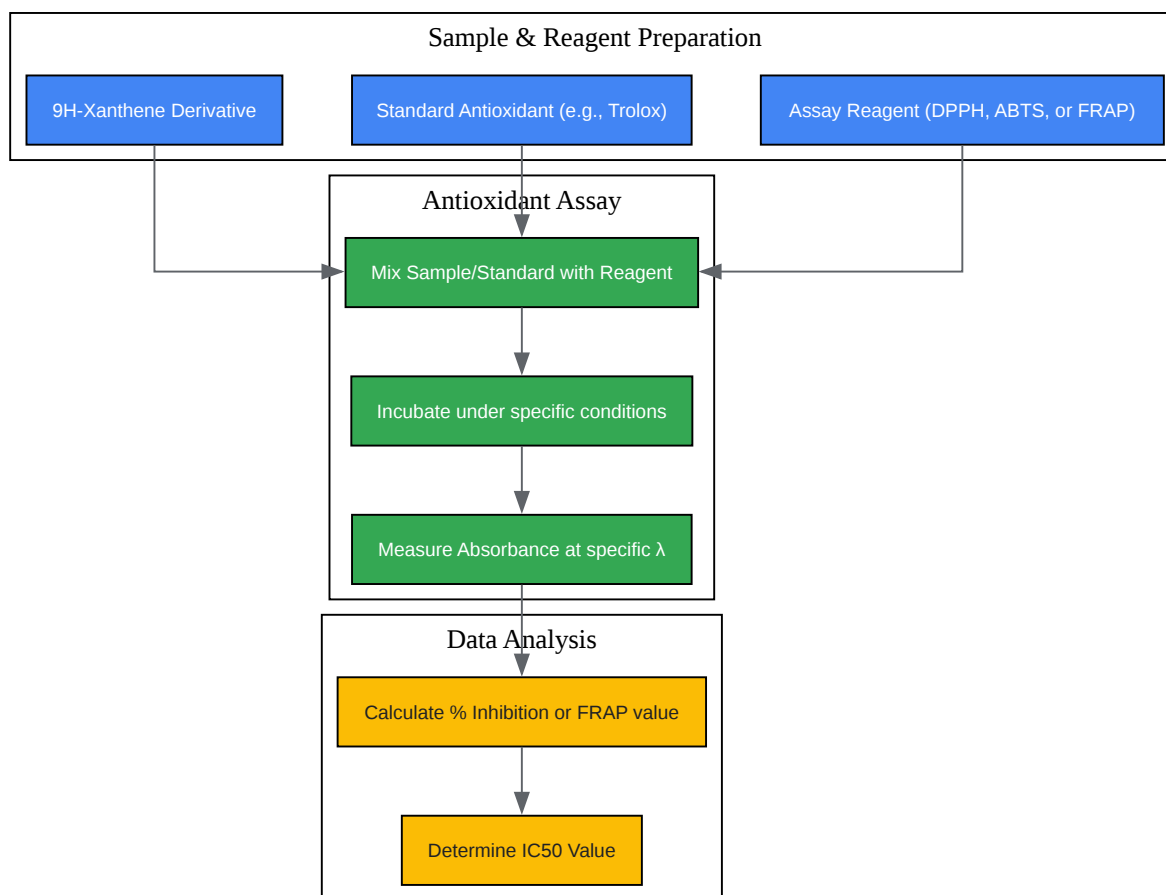 Sample & Reagent Preparation
9H-Xanthene Derivative
Standard Antioxidant (e.g., Trolox)
Assay Reagent (DPPH, ABTS, or FRAP)
Antioxidant Assay
Mix Sample/Standard with Reagent
Incubate under specific conditions
Measure Absorbance at specific λ
Data Analysis
Calculate % Inhibition or FRAP value
Determine IC50 Value